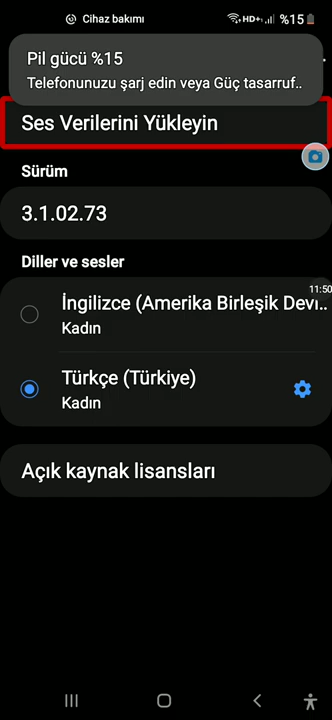 Cihaz bakımı
HD+
%15
Pil gücü %15
Telefonunuzu şarj edin veya Güç tasarruf..
Ses Verilerini Yükleyin
Sürüm
3.1.02.73
Diller ve sesler
11:50
İngilizce (Amerika Birleşik Devl..
Kadın
Türkçe (Türkiye)
Kadın
Açık kaynak lisansları